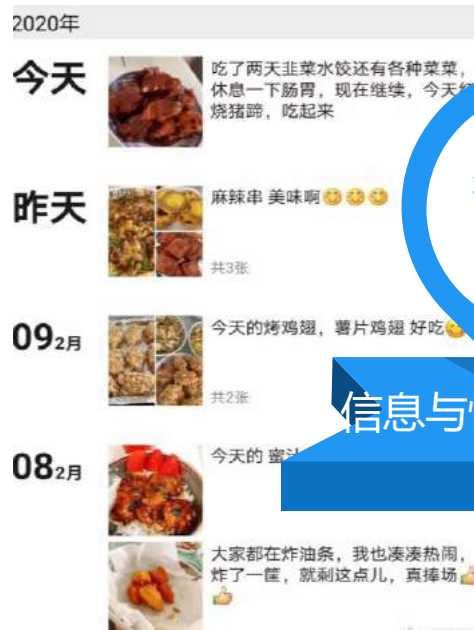 2020年
今天
吃了两天韭菜水饺还有各种菜菜，
休息一下肠胃，现在继续，今天红
烧猪蹄，吃起来
昨天
麻辣串 美味啊😋😋😋
共3张
09 2月
今天的烤鸡翅，薯片鸡翅 好吃😋
共2张
信息与
08 2月
今天的 蜜
大家都在炸油条，我也凑凑热闹，
炸了一筐，就剩这点儿，真捧场👍
👍